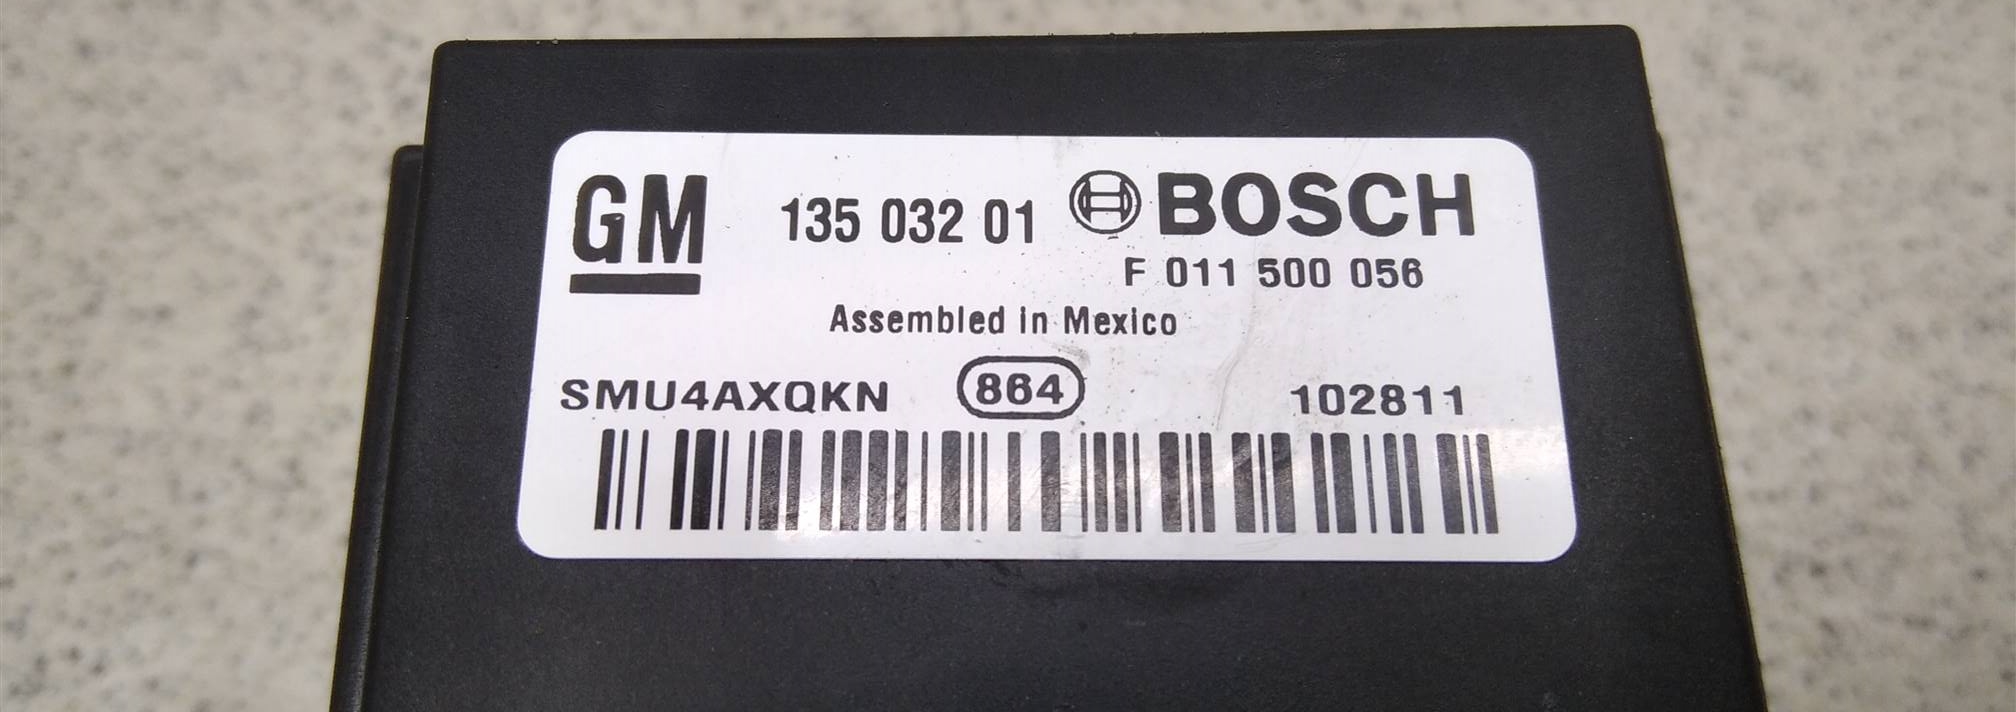 GM 135 032 01 BOSCH
F 011 500 056
Assembled in Mexico
SMU4AXQKN 864 102811